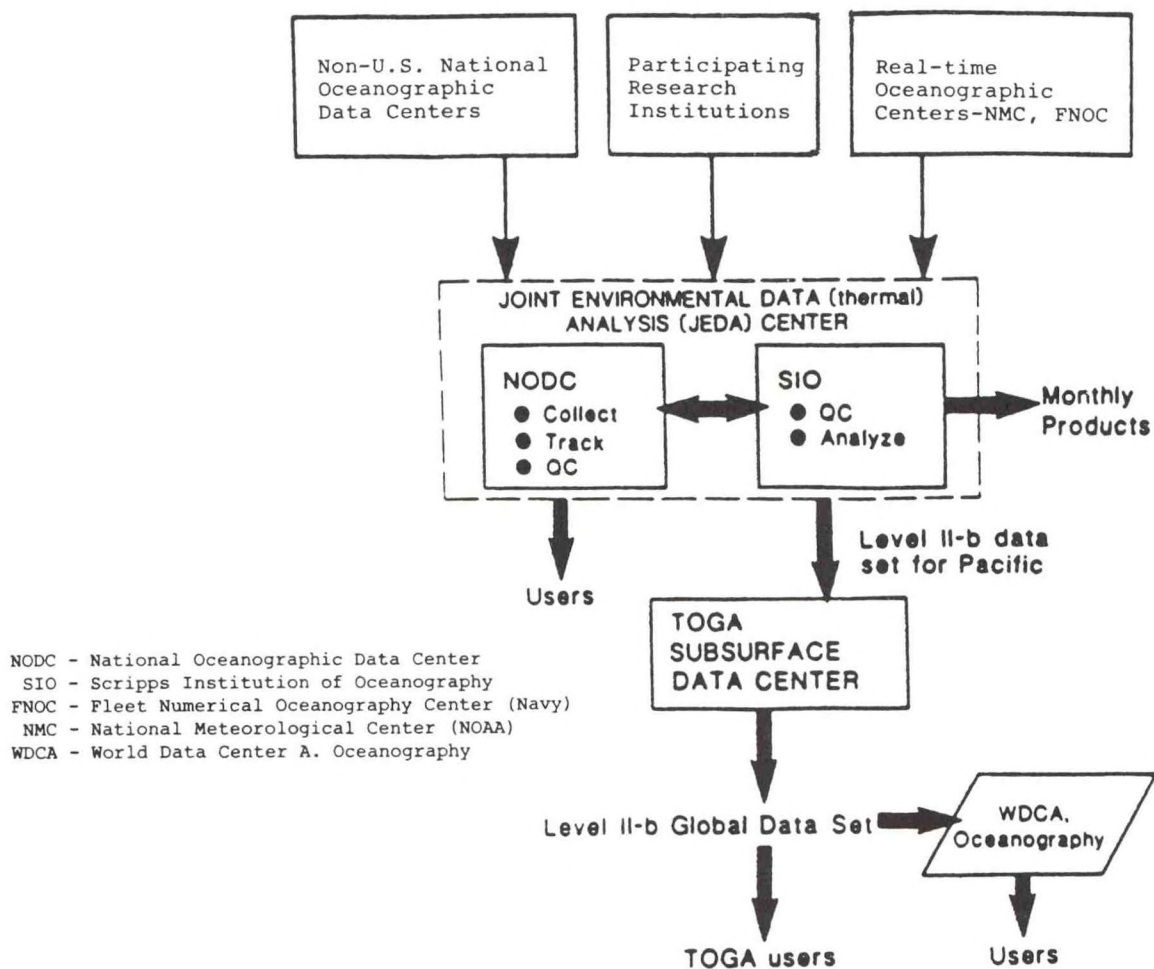 Non-U.S. National
Oceanographic
Data Centers
Participating
Research
Institutions
Real-time
Oceanographic
Centers-NMC, FNOC
JOINT ENVIRONMENTAL DATA (thermal)
ANALYSIS (JEDA) CENTER
NODC
● Collect
● Track
● QC
SIO
● QC
● Analyze
Monthly
Products
Users
Level II-b data
set for Pacific
TOGA
SUBSURFACE
DATA CENTER
NODC - National Oceanographic Data Center
SIO - Scripps Institution of Oceanography
FNOC - Fleet Numerical Oceanography Center (Navy)
NMC - National Meteorological Center (NOAA)
WDCA - World Data Center A. Oceanography
Level II-b Global Data Set
WDCA,
Oceanography
TOGA users
Users